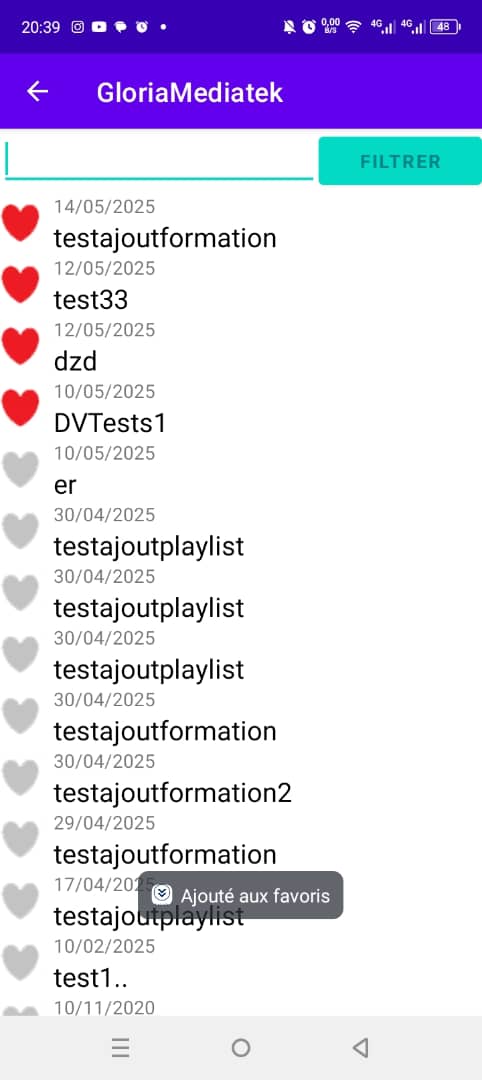 20:39
0,00
B/S
4G
4G
48
GloriaMediatek
FILTRER
14/05/2025
testajoutformation
12/05/2025
test33
12/05/2025
dzd
10/05/2025
DVTests1
10/05/2025
er
30/04/2025
testajoutplaylist
30/04/2025
testajoutplaylist
30/04/2025
testajoutplaylist
30/04/2025
testajoutformation
30/04/2025
testajoutformation2
29/04/2025
testajoutformation
17/04/2025
Ajouté aux favoris
testajoutplaylist
10/02/2025
test1..
10/11/2020